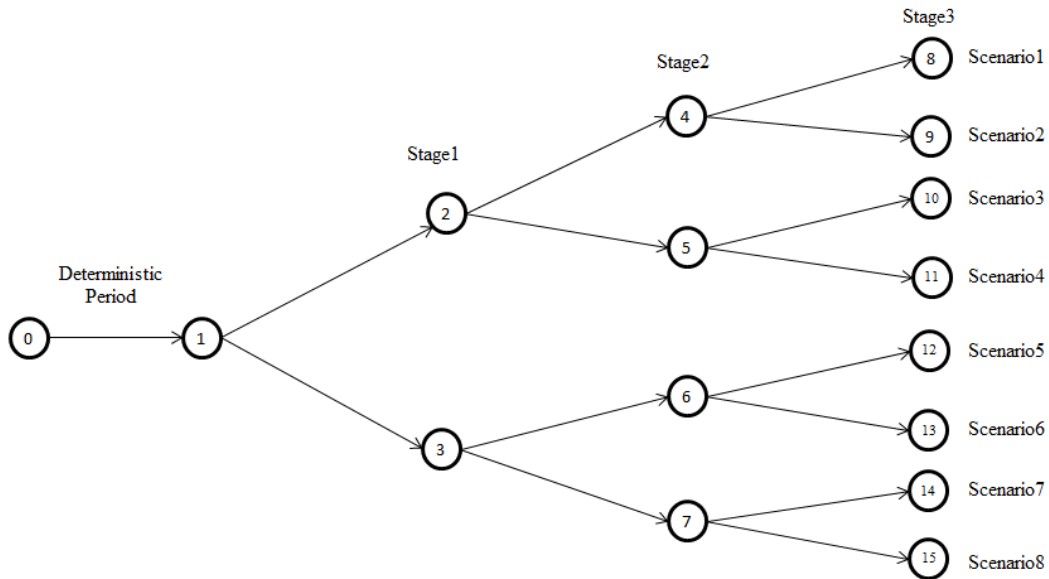 Stage3
8 Scenario1
Stage2
4
9 Scenario2
Stage1
10 Scenario3
2
5
11 Scenario4
Deterministic
Period
0
1
12 Scenario5
6
13 Scenario6
3
14 Scenario7
7
15 Scenario8